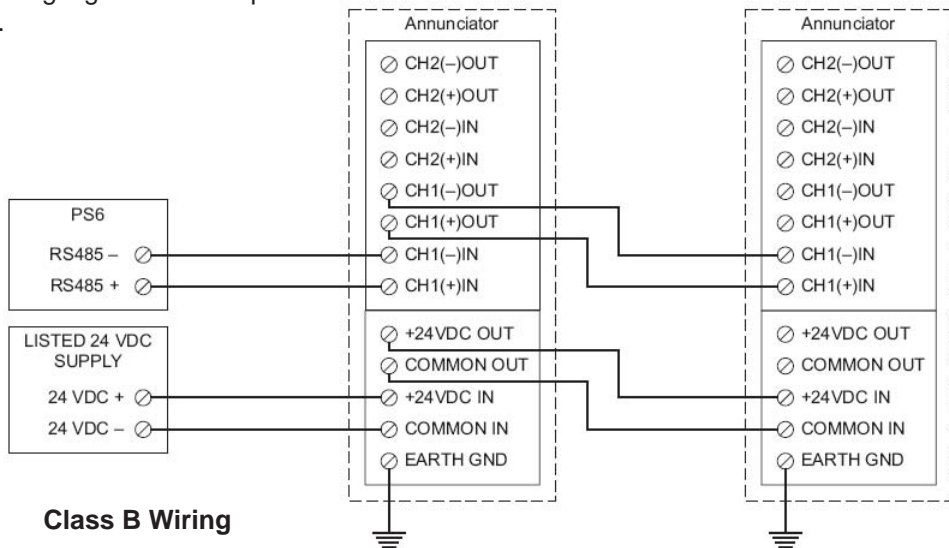 .
Annunciator
CH2(–)OUT
CH2(+)OUT
CH2(–)IN
CH2(+)IN
CH1(–)OUT
CH1(+)OUT
CH1(–)IN
CH1(+)IN
+24VDC OUT
COMMON OUT
+24VDC IN
COMMON IN
EARTH GND
PS6
RS485 –
RS485 +
LISTED 24 VDC
SUPPLY
24 VDC +
24 VDC –
Annunciator
CH2(–)OUT
CH2(+)OUT
CH2(–)IN
CH2(+)IN
CH1(–)OUT
CH1(+)OUT
CH1(–)IN
CH1(+)IN
+24VDC OUT
COMMON OUT
+24VDC IN
COMMON IN
EARTH GND
Class B Wiring